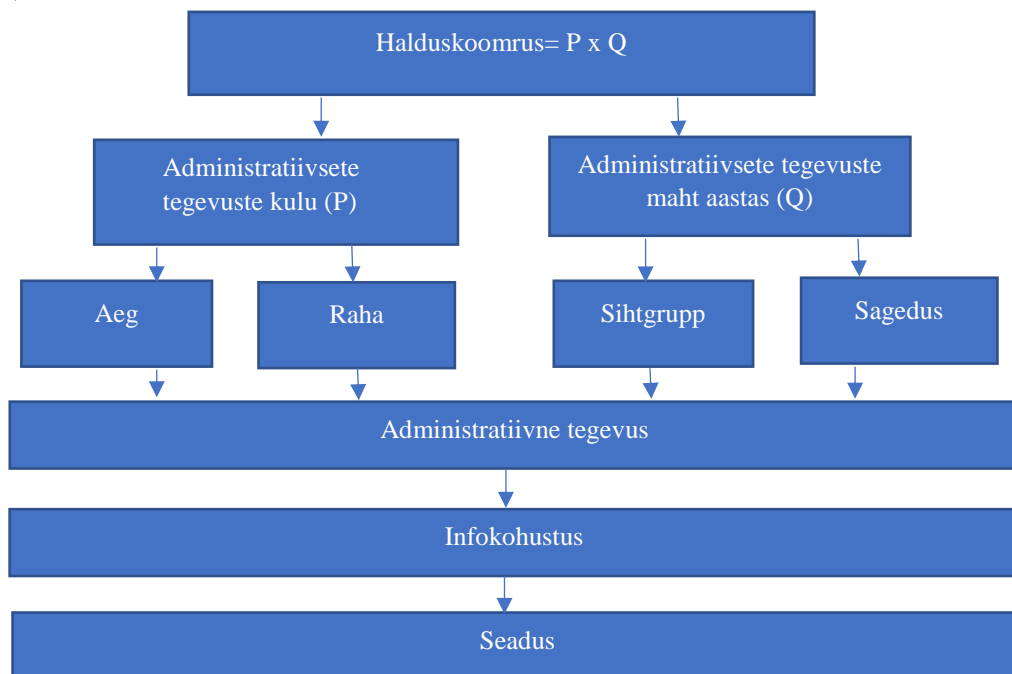 Halduskoomrus= P x Q
Administratiivsete
tegevuste kulu (P)
Administratiivsete tegevuste
maht aastas (Q)
Aeg
Raha
Sihtgrupp
Sagedus
Administratiivne tegevus
Infokohustus
Seadus